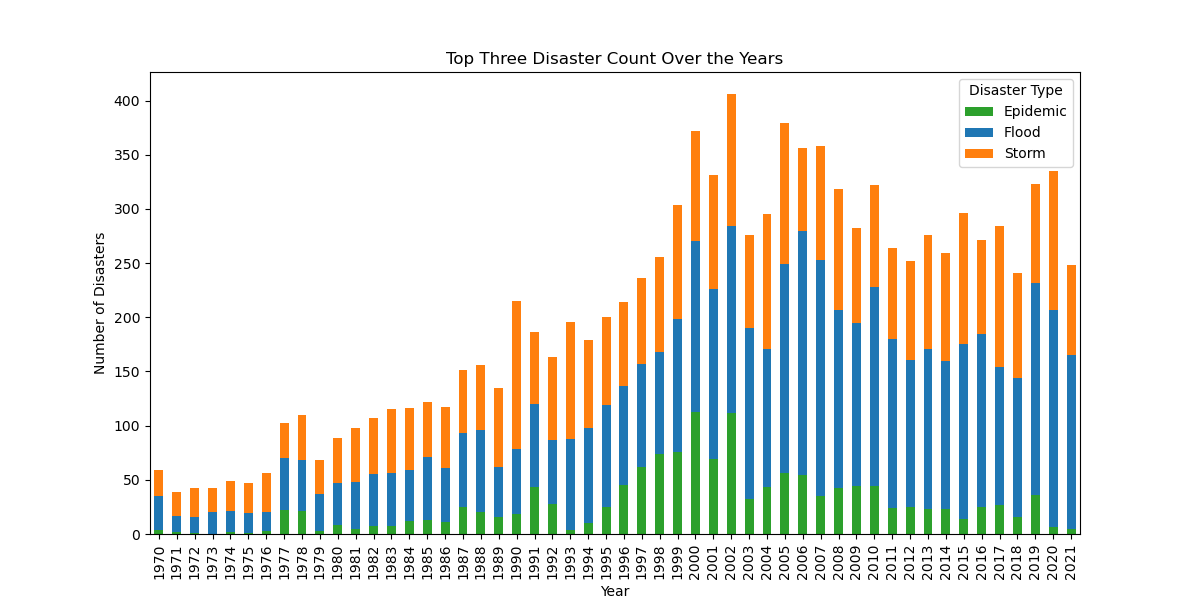 Top Three Disaster Count Over the Years
Number of Disasters
400
350
300
250
200
150
100
50
0
Disaster Type
Epidemic
Flood
Storm
1970 1971 1972 1973 1974 1975 1976 1977 1978 1979 1980 1981 1982 1983 1984 1985 1986 1987 1988 1989 1990 1991 1992 1993 1994 1995 1996 1997 1998 1999 2000 2001 2002 2003 2004 2005 2006 2007 2008 2009 2010 2011 2012 2013 2014 2015 2016 2017 2018 2019 2020 2021
Year